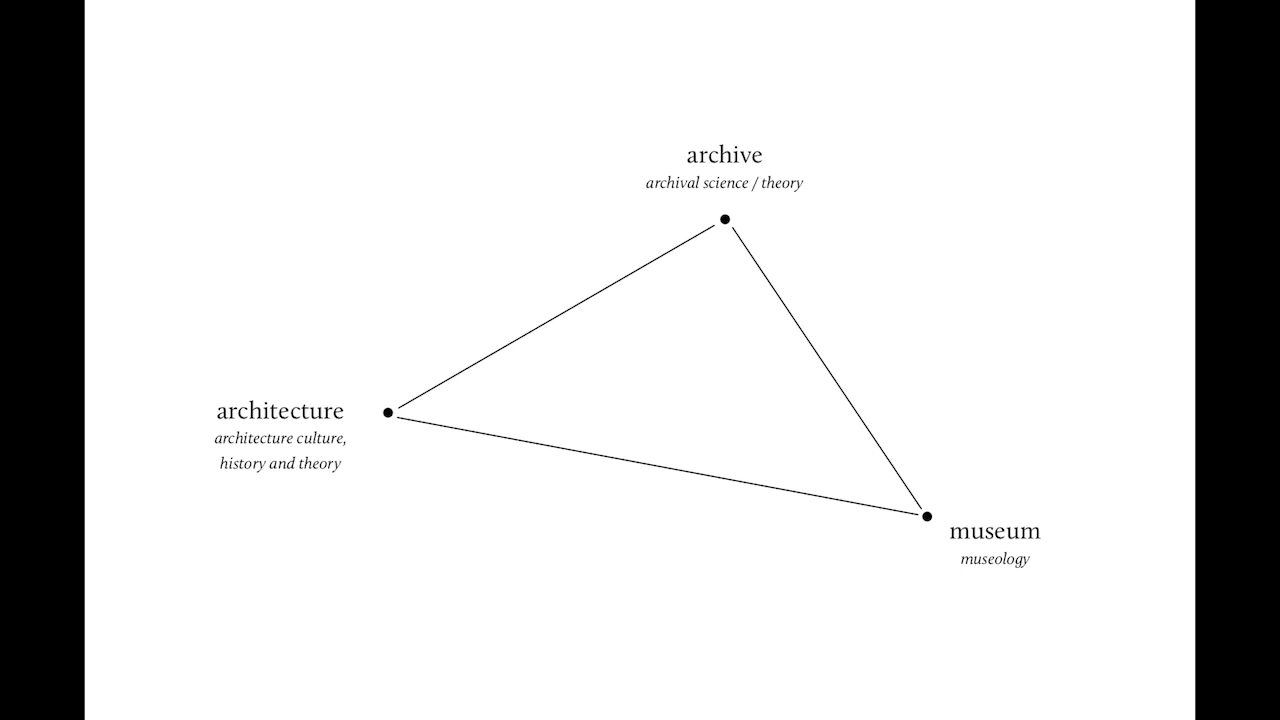 archive
archival science / theory
architecture
architecture culture,
history and theory
museum
museology